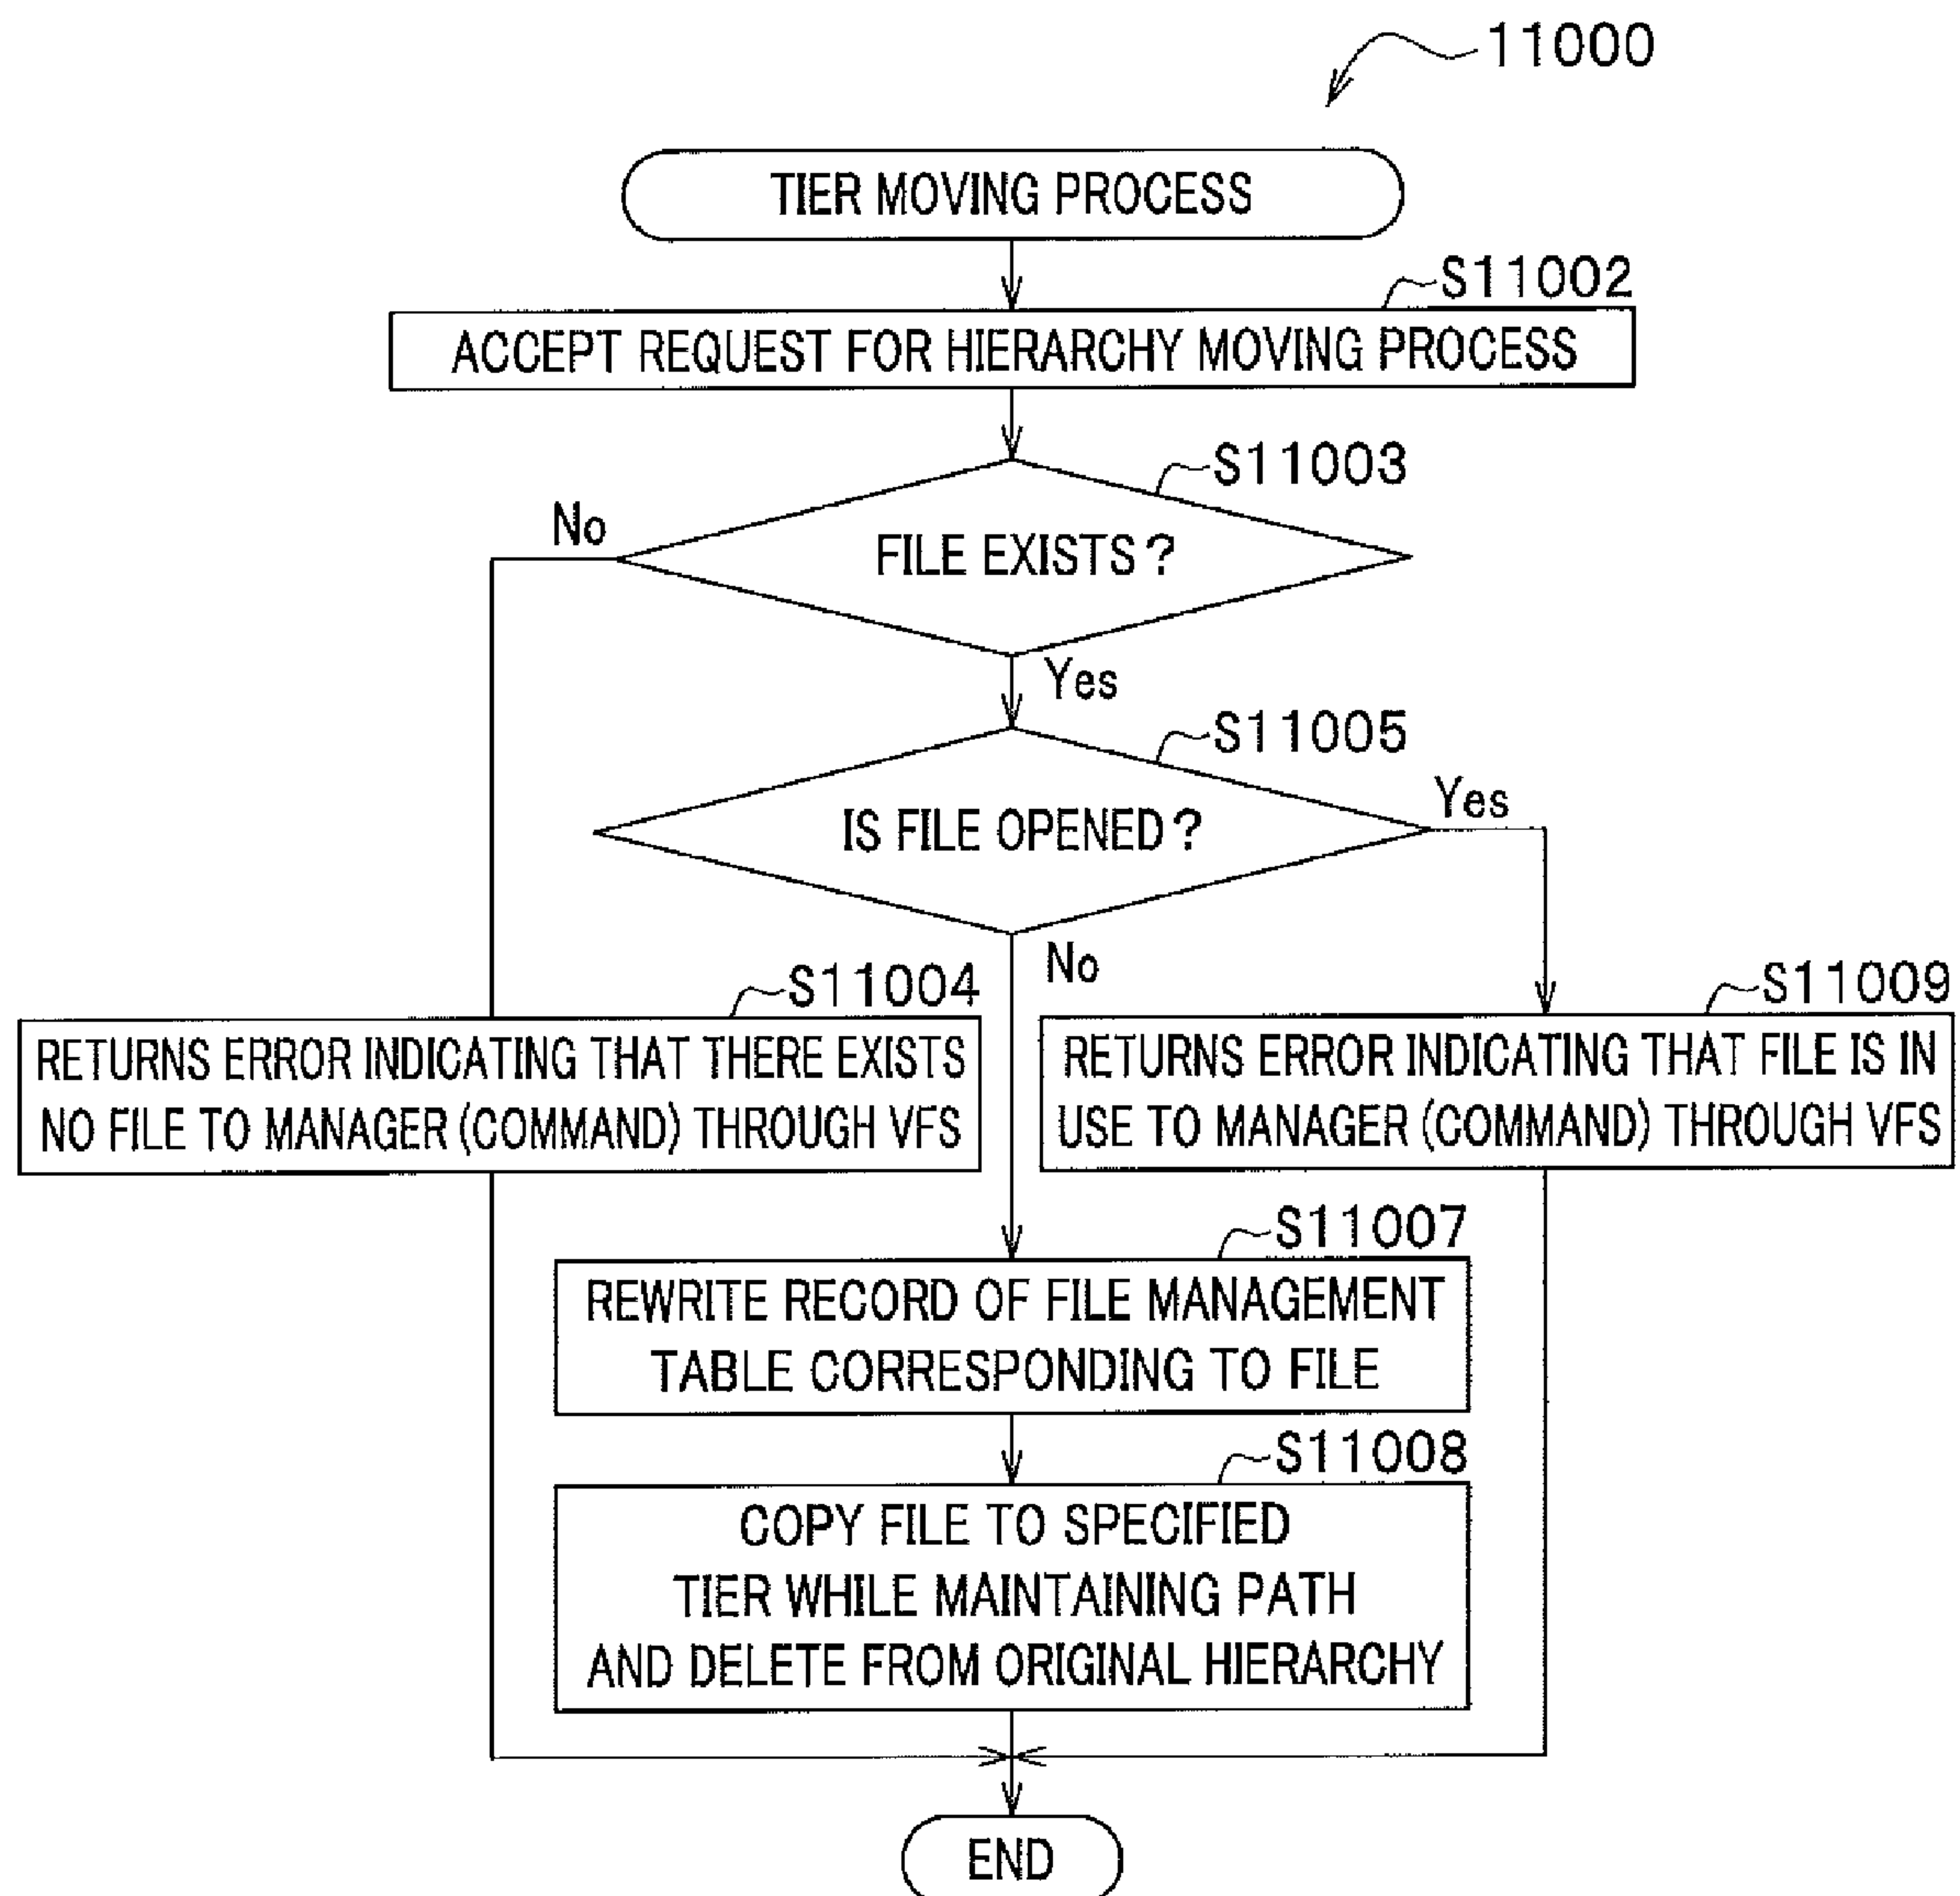 11000
TIER MOVING PROCESS
S11002
ACCEPT REQUEST FOR HIERARCHY MOVING PROCESS
S11003
No
FILE EXISTS?
Yes
S11005
Yes
IS FILE OPENED?
No
S11004
RETURNS ERROR INDICATING THAT THERE EXISTS
NO FILE TO MANAGER (COMMAND) THROUGH VFS
S11009
RETURNS ERROR INDICATING THAT FILE IS IN
USE TO MANAGER (COMMAND) THROUGH VFS
S11007
REWRITE RECORD OF FILE MANAGEMENT
TABLE CORRESPONDING TO FILE
S11008
COPY FILE TO SPECIFIED
TIER WHILE MAINTAINING PATH
AND DELETE FROM ORIGINAL HIERARCHY
END